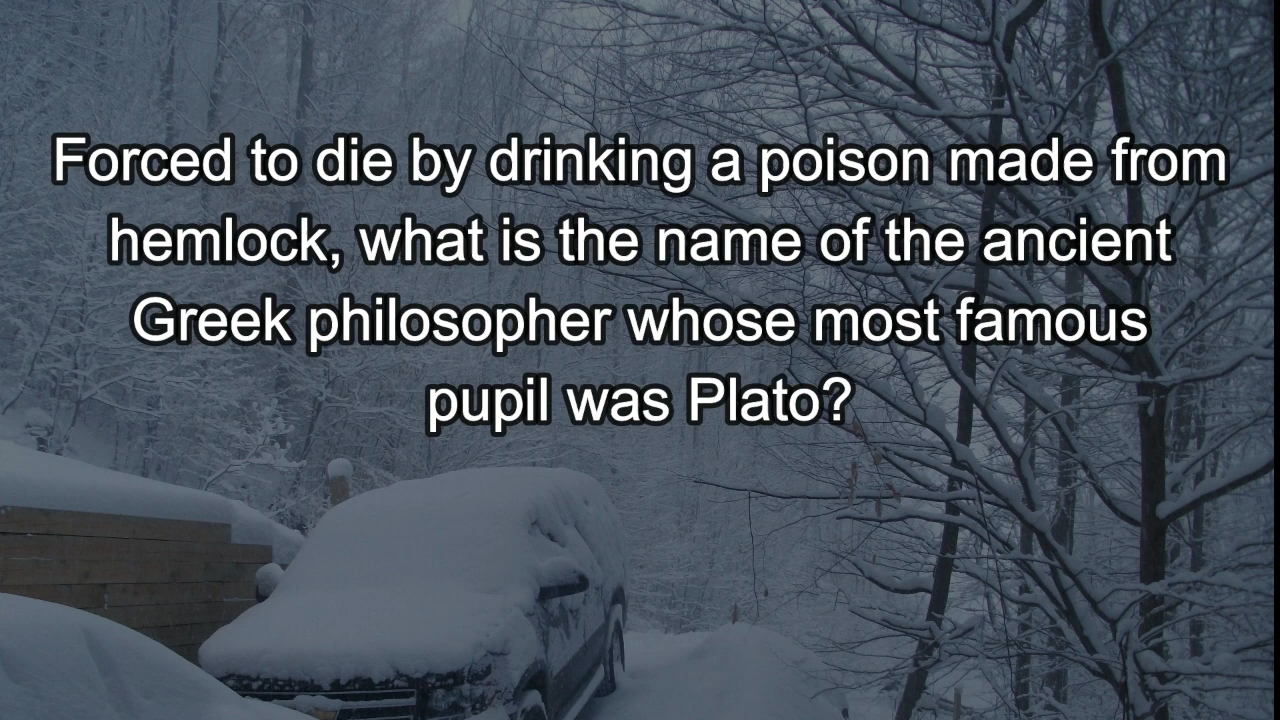 Forced to die by drinking a poison made from
hemlock, what is the name of the ancient
Greek philosopher whose most famous
pupil was Plato?